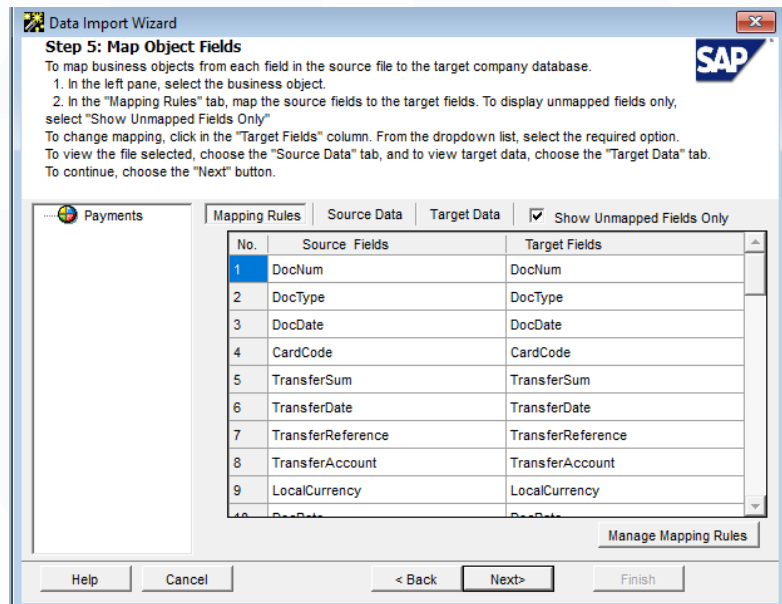 Data Import Wizard
Step 5: Map Object Fields
To map business objects from each field in the source file to the target company database.
1. In the left pane, select the business object.
2. In the "Mapping Rules" tab, map the source fields to the target fields. To display unmapped fields only,
select "Show Unmapped Fields Only"
To change mapping, click in the "Target Fields" column. From the dropdown list, select the required option.
To view the file selected, choose the "Source Data" tab, and to view target data, choose the "Target Data" tab.
To continue, choose the "Next" button.
SAP
Payments
Mapping Rules Source Data Target Data Show Unmapped Fields Only
No. Source Fields Target Fields
1 DocNum DocNum
2 DocType DocType
3 DocDate DocDate
4 CardCode CardCode
5 TransferSum TransferSum
6 TransferDate TransferDate
7 TransferReference TransferReference
8 TransferAccount TransferAccount
9 LocalCurrency LocalCurrency
Manage Mapping Rules
Help Cancel < Back Next> Finish